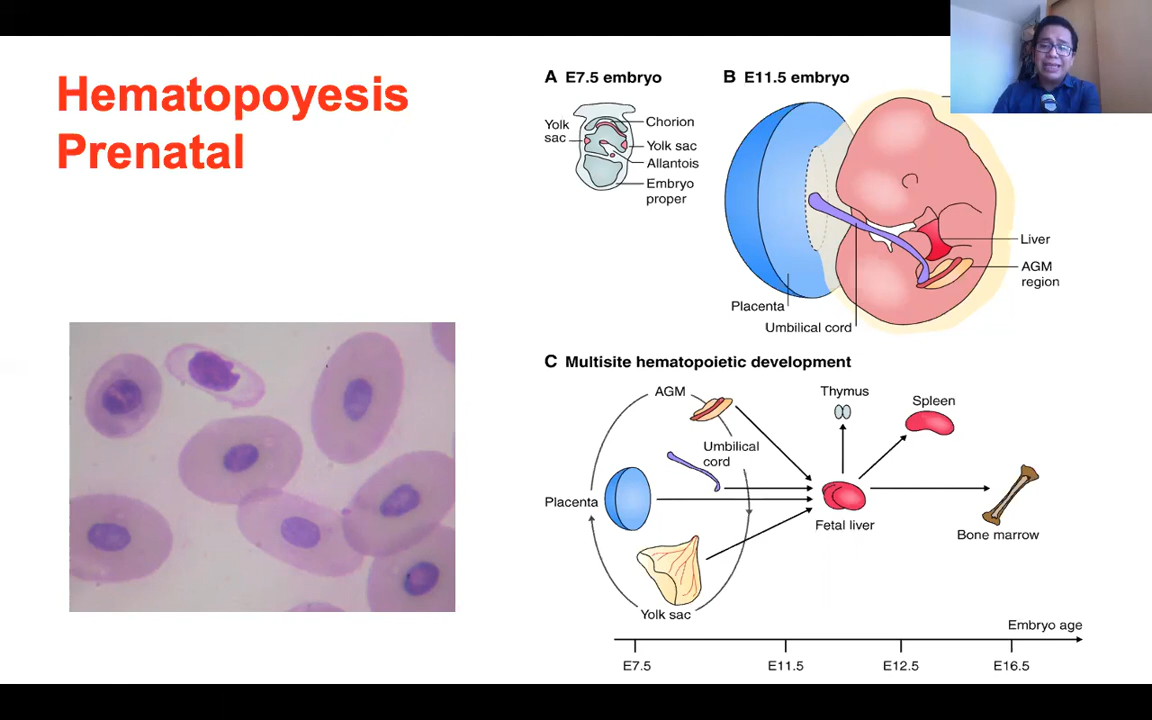 Hematopoyesis
Prenatal
A E7.5 embryo
Yolk
sac
Chorion
Yolk sac
Allantois
Embryo
proper
B E11.5 embryo
Liver
AGM
region
Placenta
Umbilical cord
C Multisite hematopoietic development
AGM
Umbilical
cord
Placenta
Yolk sac
Thymus
Spleen
Fetal liver
Bone marrow
Embryo age
E7.5
E11.5
E12.5
E16.5